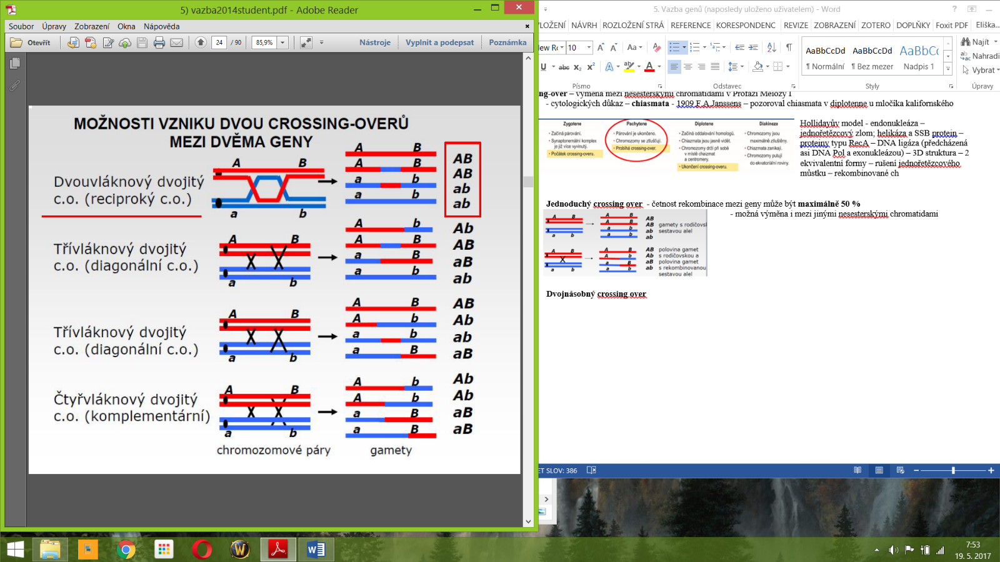 5) vazba2014student.pdf - Adobe Reader
Soubor Úpravy Zobrazení Okna Nápověda
Otevřít 24 / 90 85,9% Nástroje Vyplnit a podepsat Poznámka
MOŽNOSTI VZNIKU DVOU CROSSING-OVERŮ
MEZI DVĚMA GENY
Dvouvláknový dvojitý
c.o. (reciproký c.o.)
A B
a b
A B
A B
a b
a b
AB
AB
ab
ab
Třívláknový dvojitý
c.o. (diagonální c.o.)
A B
a b
A b
A B
a B
a b
Ab
AB
aB
ab
Třívláknový dvojitý
c.o. (diagonální c.o.)
A B
a b
A B
A b
a b
a B
AB
Ab
ab
aB
Čtyřvláknový dvojitý
c.o. (komplementární)
A B
a b
A b
A b
a B
a B
Ab
Ab
aB
aB
chromozomové páry gamety
5. Vazba genů (naposledy uloženo uživatelem) - Word
VLOŽENÍ NÁVRH ROZLOŽENÍ STRÁ REFERENCE KORESPONDENC REVIZE ZOBRAZENÍ ZOTERO DOPLŇKY Foxit PDF Eliška...
ew Rc 10 Aa
U abc x₂ x² A ab A
AaBbCcDd AaBbCcDd AaBbCc
¶ Normální ¶ Bez mezer Nadpis 1
Najít
Nahradi
Vybrat
Písmo Odstavec Styly Úpravy
ng-over – výměna mezi nesesterskými chromatidami v Profázi Meiózy I
- cytologických důkaz – chiasmata - 1909 F.A.Janssens – pozoroval chiasmata v diplotenne u mločíka kalifornského
Zygotene
• Začíná párování.
• Synaptonemální komplex
je již více vyvinutý.
• Počátek crossing-overu.
Pachytene
• Párování je ukončeno.
• Chromozomy se ztlušťují.
• Probíhá crossing-over.
Diplotene
• Začíná oddalování homologů.
• Chiazmata jsou jasně vidět.
• Chromozomy drží při sobě
v místě chiazmat
a centromery.
• Ukončení crossing-overu.
Diakineze
• Chromozomy jsou
maximálně ztluštěny.
• Chiazmata zanikají.
• Chromozomy putují
do ekvatoriální roviny.
Hollidayův model - endonukleáza –
jednořetězcový zlom; helikáza a SSB protein –
proteiny typu RecA – DNA ligáza (předcházená
asi DNA Pol a exonukleázou) – 3D struktura – 2
ekvivalentní formy – rušení jednořetězcového
můstku – rekombinované ch
Jednoduchý crossing over - četnost rekombinace mezi geny může být maximálně 50 %
- možná výměna i mezi jinými nesesterskými chromatidami
A B
a b
A B
A B
a b
a b
AB
AB gamety s rodičovsk
ab sestavou alel
ab
A B
a b
A B
A b
a B
a b
AB polovina gamet
Ab s rodičovskou a
aB polovina gamet
ab s rekombinovanou
sestavou alel
Dvojnásobný crossing over
ET SLOV: 386
7:53
19. 5. 2017